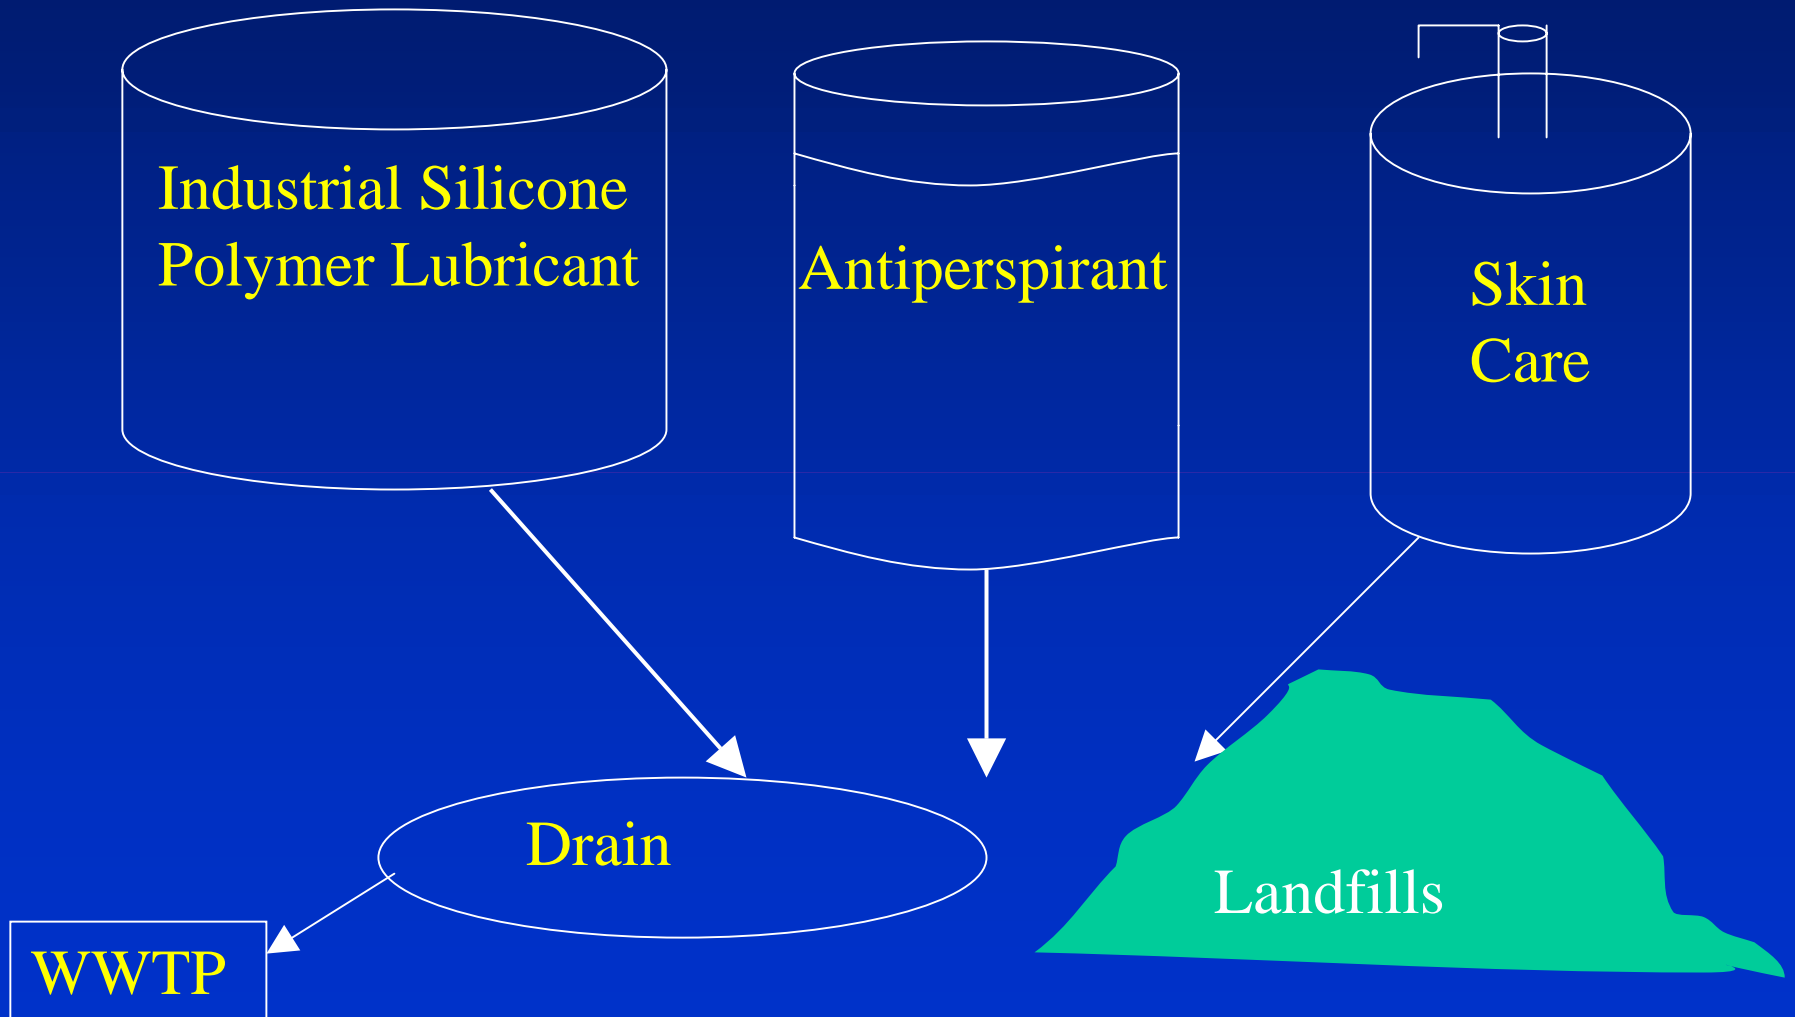 Industrial Silicone
Polymer Lubricant
Antiperspirant
Skin
Care
Drain
Landfills
WWTP